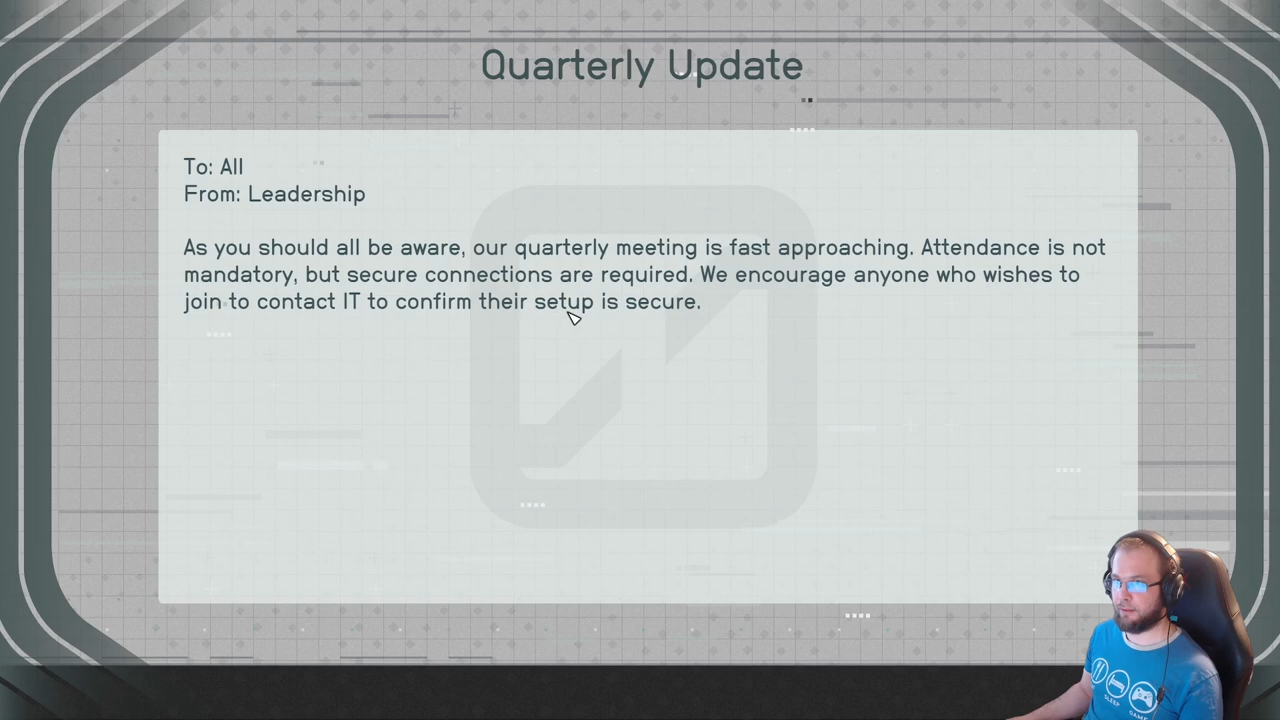 Quarterly Update
To: All
From: Leadership
As you should all be aware, our quarterly meeting is fast approaching. Attendance is not
mandatory, but secure connections are required. We encourage anyone who wishes to
join to contact IT to confirm their setup is secure.
SLEEP
GAME